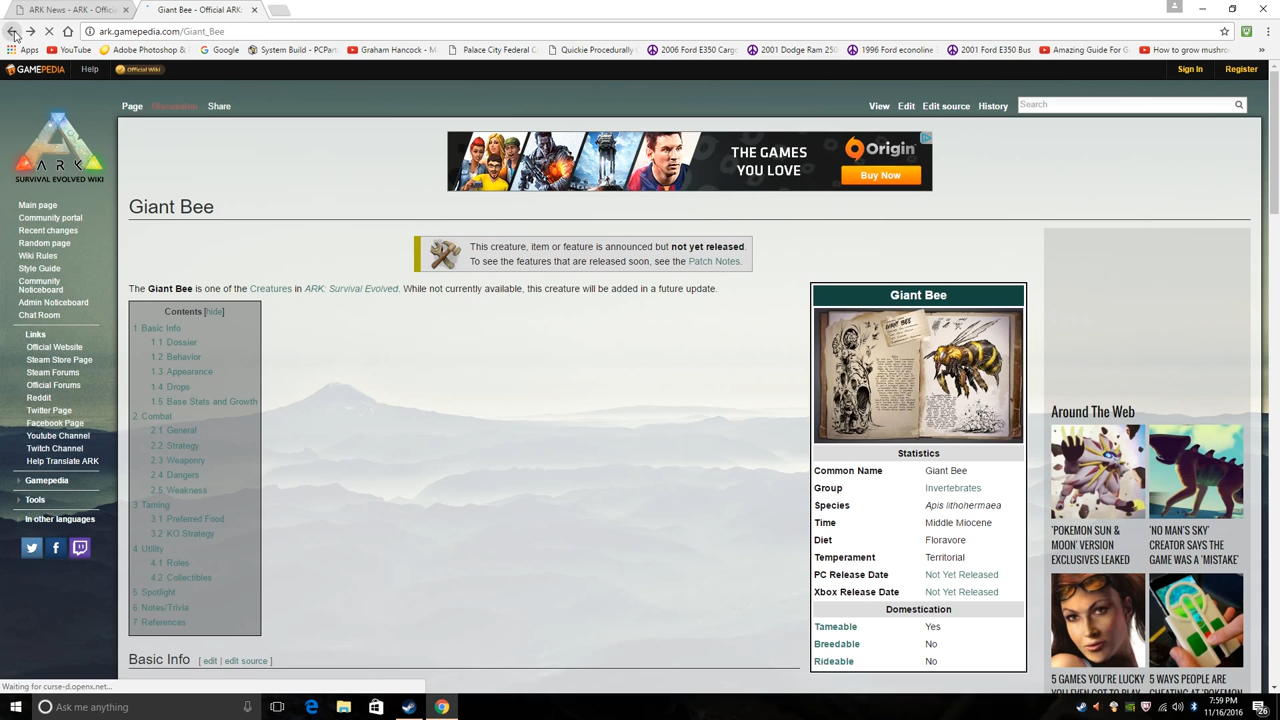 ARK News - ARK - Offici
Giant Bee - Official ARK
ark.gamepedia.com/Giant_Bee
Apps
YouTube
Adobe Photoshop &
Google
System Build - PCPart
Graham Hancock - M
Palace City Federal C
Quickie Procedurally
2006 Ford E350 Cargo
2001 Dodge Ram 250
1996 Ford econoline
2001 Ford E350 Bus
Amazing Guide For G
How to grow mushro
GAMEPEDIA
Help
Official Wiki
Sign In
Register
Page
Discussion
Share
View
Edit
Edit source
History
Search
ARK
SURVIVAL EVOLVED WIKI
Main page
Community portal
Recent changes
Random page
Wiki Rules
Style Guide
Community
Noticeboard
Admin Noticeboard
Chat Room
Links
Official Website
Steam Store Page
Steam Forums
Official Forums
Reddit
Twitter Page
Facebook Page
Youtube Channel
Twitch Channel
Help Translate ARK
Gamepedia
Tools
In other languages
THE GAMES
YOU LOVE
Origin
Buy Now
Giant Bee
This creature, item or feature is announced but not yet released.
To see the features that are released soon, see the Patch Notes.
The Giant Bee is one of the Creatures in ARK: Survival Evolved. While not currently available, this creature will be added in a future update.
Contents [hide]
1 Basic Info
1.1 Dossier
1.2 Behavior
1.3 Appearance
1.4 Drops
1.5 Base Stats and Growth
2 Combat
2.1 General
2.2 Strategy
2.3 Weaponry
2.4 Dangers
2.5 Weakness
3 Taming
3.1 Preferred Food
3.2 KO Strategy
4 Utility
4.1 Roles
4.2 Collectibles
5 Spotlight
6 Notes/Trivia
7 References
Basic Info [ edit | edit source ]
Giant Bee
GIANT BEE
Statistics
Common Name Giant Bee
Group Invertebrates
Species Apis lithohermaea
Time Middle Miocene
Diet Floravore
Temperament Territorial
PC Release Date Not Yet Released
Xbox Release Date Not Yet Released
Domestication
Tameable Yes
Breedable No
Rideable No
Around The Web
'POKEMON SUN &
MOON' VERSION
EXCLUSIVES LEAKED
'NO MAN'S SKY'
CREATOR SAYS THE
GAME WAS A 'MISTAKE'
5 GAMES YOU'RE LUCKY
5 WAYS PEOPLE ARE
Waiting for curse-d.openx.net...
Ask me anything
7:59 PM
11/16/2016
26